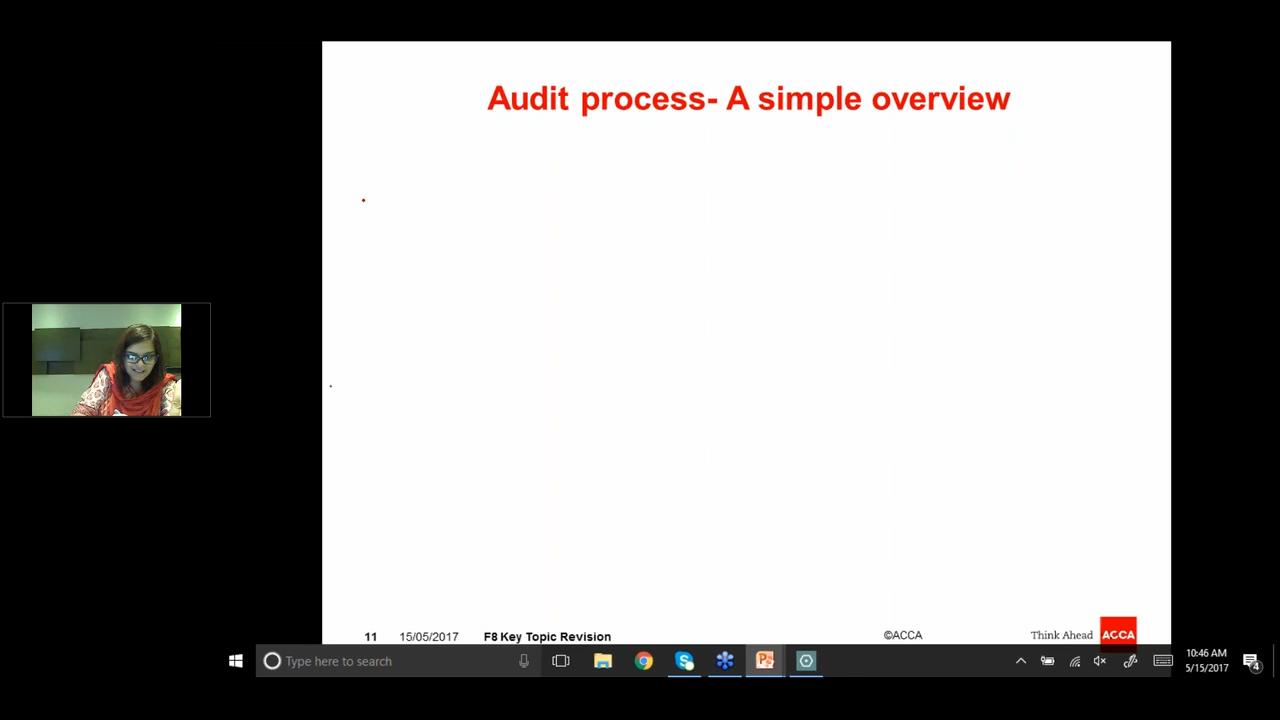 Audit process- A simple overview
11 15/05/2017 F8 Key Topic Revision ©ACCA Think Ahead ACCA
Type here to search
10:46 AM
5/15/2017
4